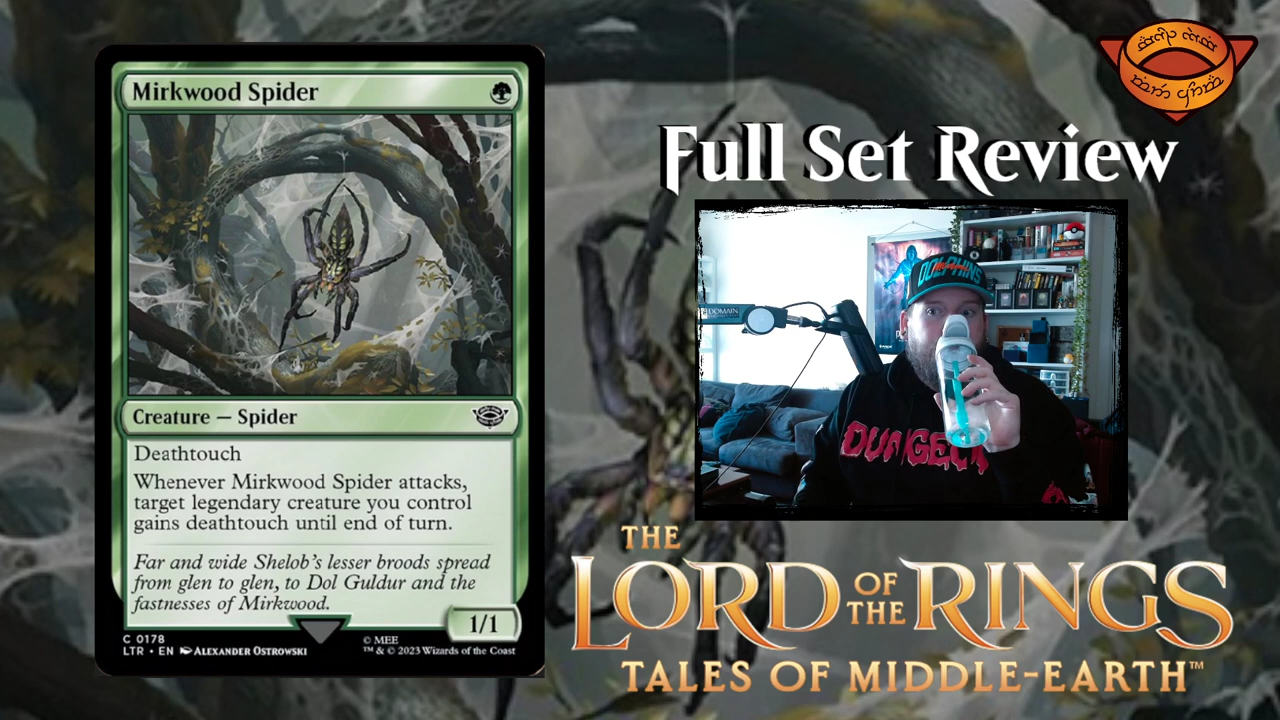 Mirkwood Spider
Creature — Spider
Deathtouch
Whenever Mirkwood Spider attacks,
target legendary creature you control
gains deathtouch until end of turn.
Far and wide Shelob's lesser broods spread
from glen to glen, to Dol Guldur and the
fastnesses of Mirkwood.
1/1
C 0178
LTR • EN ALEXANDER OSTROWSKI
© MEE
™ & © 2023 Wizards of the Coast
Full Set Review
DOMAIN
DOLPHINS
THE
LORD OF THE RINGS
TALES OF MIDDLE-EARTH™